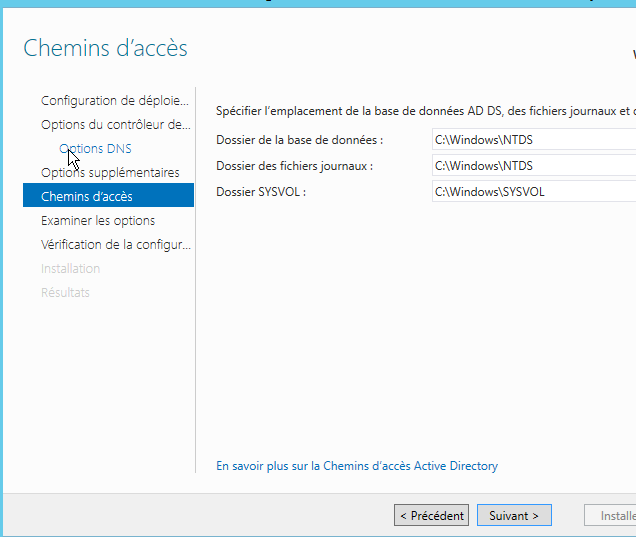 Chemins d’accès
Configuration de déploie...
Options du contrôleur de...
Options DNS
Options supplémentaires
Chemins d’accès
Examiner les options
Vérification de la configur...
Installation
Résultats
Spécifier l’emplacement de la base de données AD DS, des fichiers journaux et d
Dossier de la base de données : C:\Windows\NTDS
Dossier des fichiers journaux : C:\Windows\NTDS
Dossier SYSVOL : C:\Windows\SYSVOL
En savoir plus sur la Chemins d’accès Active Directory
< Précédent Suivant > Installe